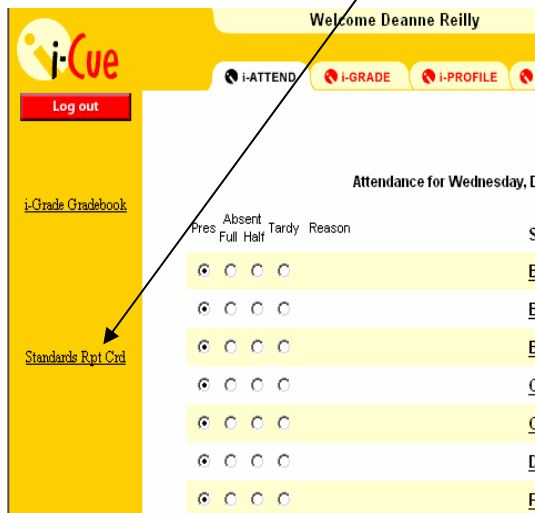 Welcome Deanne Reilly
i-Cue
i-ATTEND
i-GRADE
i-PROFILE
Log out
Attendance for Wednesday, D
i-Grade Gradebook
Pres Absent Full Half Tardy Reason
S
E
E
E
Standards Rpt Crd
C
C
D
F